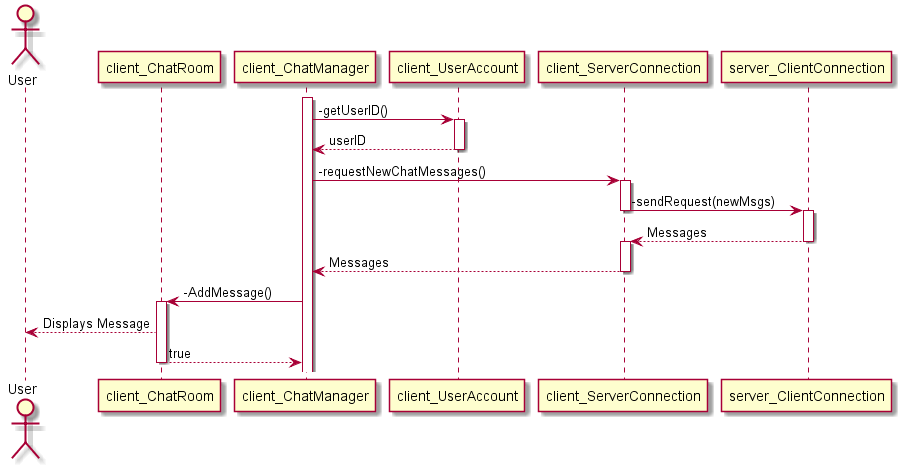 User
client_ChatRoom
client_ChatManager
client_UserAccount
client_ServerConnection
server_ClientConnection
-getUserID()
userID
-requestNewChatMessages()
-sendRequest(newMsgs)
Messages
Messages
-AddMessage()
Displays Message
true
User
client_ChatRoom
client_ChatManager
client_UserAccount
client_ServerConnection
server_ClientConnection